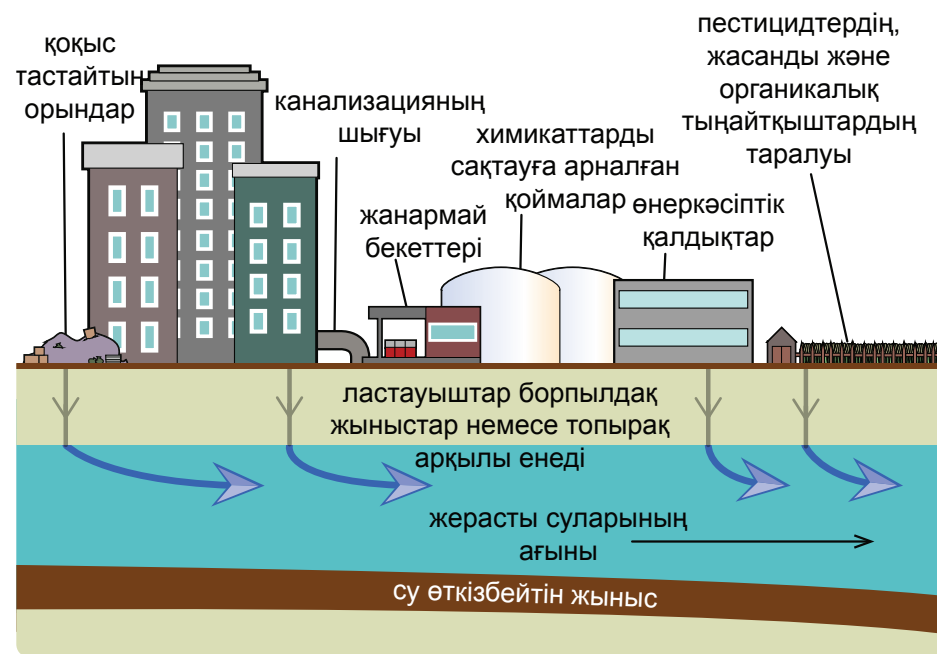 қоқыс
тастайтын
орындар
канализацияның
шығуы
жанармай
бекеттері
химикаттарды
сақтауға арналған
қоймалар
өнеркәсіптік
қалдықтар
пестицидтердің,
жасанды және
органикалық
тыңайтқыштардың
таралуы
ластауыштар борпылдақ
жыныстар немесе топырақ
арқылы енеді
жерасты суларының
ағыны
су өткізбейтін жыныс